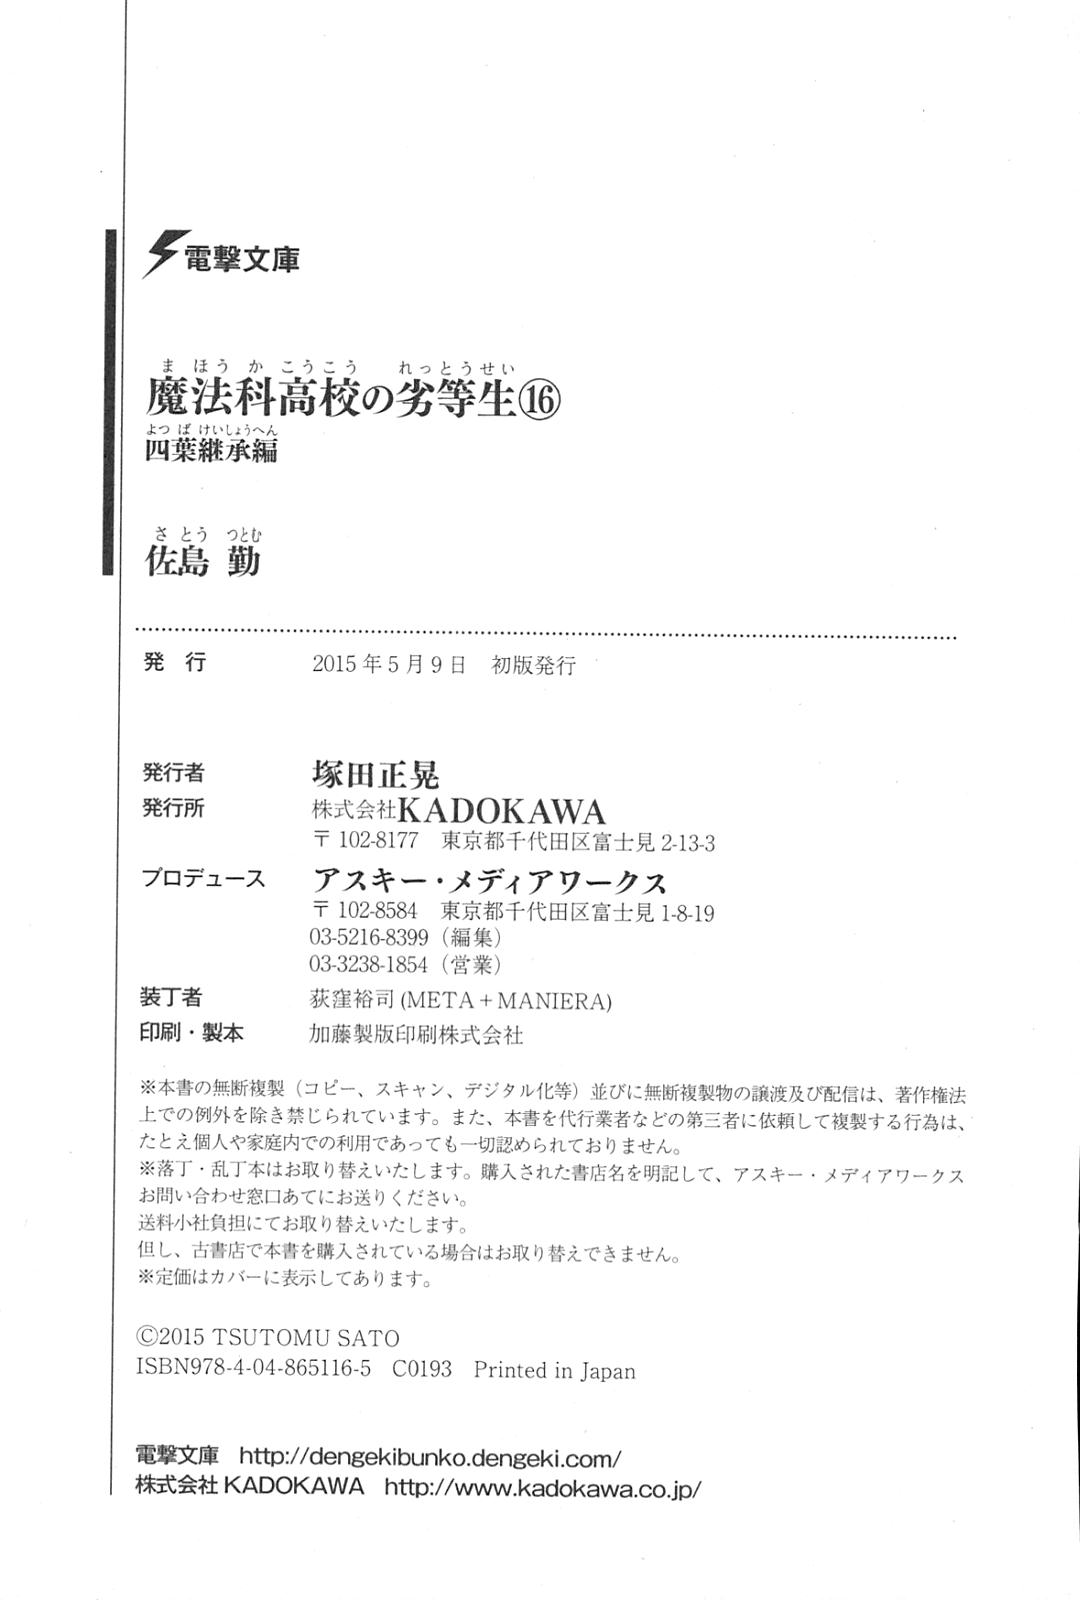 電撃文庫
まほうかこうこう れっとうせい
魔法科高校の劣等生⑯
よつばけいしょうへん
四葉継承編
さとう つとむ
佐島 勤
発 行 2015年5月9日 初版発行
発行者 塚田正晃
発行所 株式会社KADOKAWA
〒102-8177 東京都千代田区富士見2-13-3
プロデュース アスキー・メディアワークス
〒102-8584 東京都千代田区富士見1-8-19
03-5216-8399（編集）
03-3238-1854（営業）
装丁者 荻窪裕司(META+MANIERA)
印刷・製本 加藤製版印刷株式会社
※本書の無断複製（コピー、スキャン、デジタル化等）並びに無断複製物の譲渡及び配信は、著作権法
上での例外を除き禁じられています。また、本書を代行業者などの第三者に依頼して複製する行為は、
たとえ個人や家庭内での利用であっても一切認められておりません。
※落丁・乱丁本はお取り替えいたします。購入された書店名を明記して、アスキー・メディアワークス
お問い合わせ窓口あてにお送りください。
送料小社負担にてお取り替えいたします。
但し、古書店で本書を購入されている場合はお取り替えできません。
※定価はカバーに表示してあります。
©2015 TSUTOMU SATO
ISBN978-4-04-865116-5 C0193 Printed in Japan
電撃文庫 http://dengekibunko.dengeki.com/
株式会社KADOKAWA http://www.kadokawa.co.jp/